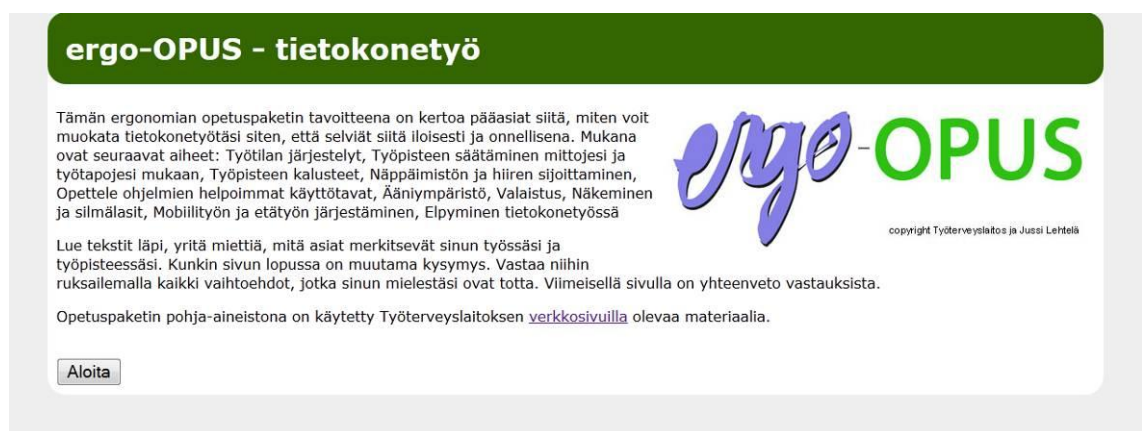 ergo-OPUS - tietokonetyö
Tämän ergonomian opetuspaketin tavoitteena on kertoa pääasiat siitä, miten voit
muokata tietokonetyötäsi siten, että selviät siitä iloisesti ja onnellisena. Mukana
ovat seuraavat aiheet: Työtilan järjestelyt, Työpisteen säätäminen mittojesi ja
työtapojesi mukaan, Työpisteen kalusteet, Näppäimistön ja hiiren sijoittaminen,
Opettele ohjelmien helpoimmat käyttötavat, Ääniympäristö, Valaistus, Näkeminen
ja silmälasit, Mobiilityön ja etätyön järjestäminen, Elpyminen tietokonetyössä
ergo-OPUS
copyright Työterveyslaitos ja Jussi Lehtelä
Lue tekstit läpi, yritä miettiä, mitä asiat merkitsevät sinun työssäsi ja
työpisteessäsi. Kunkin sivun lopussa on muutama kysymys. Vastaa niihin
ruksailemalla kaikki vaihtoehdot, jotka sinun mielestäsi ovat totta. Viimeisellä sivulla on yhteenveto vastauksista.
Opetuspaketin pohja-aineistona on käytetty Työterveyslaitoksen verkkosivuilla olevaa materiaalia.
Aloita